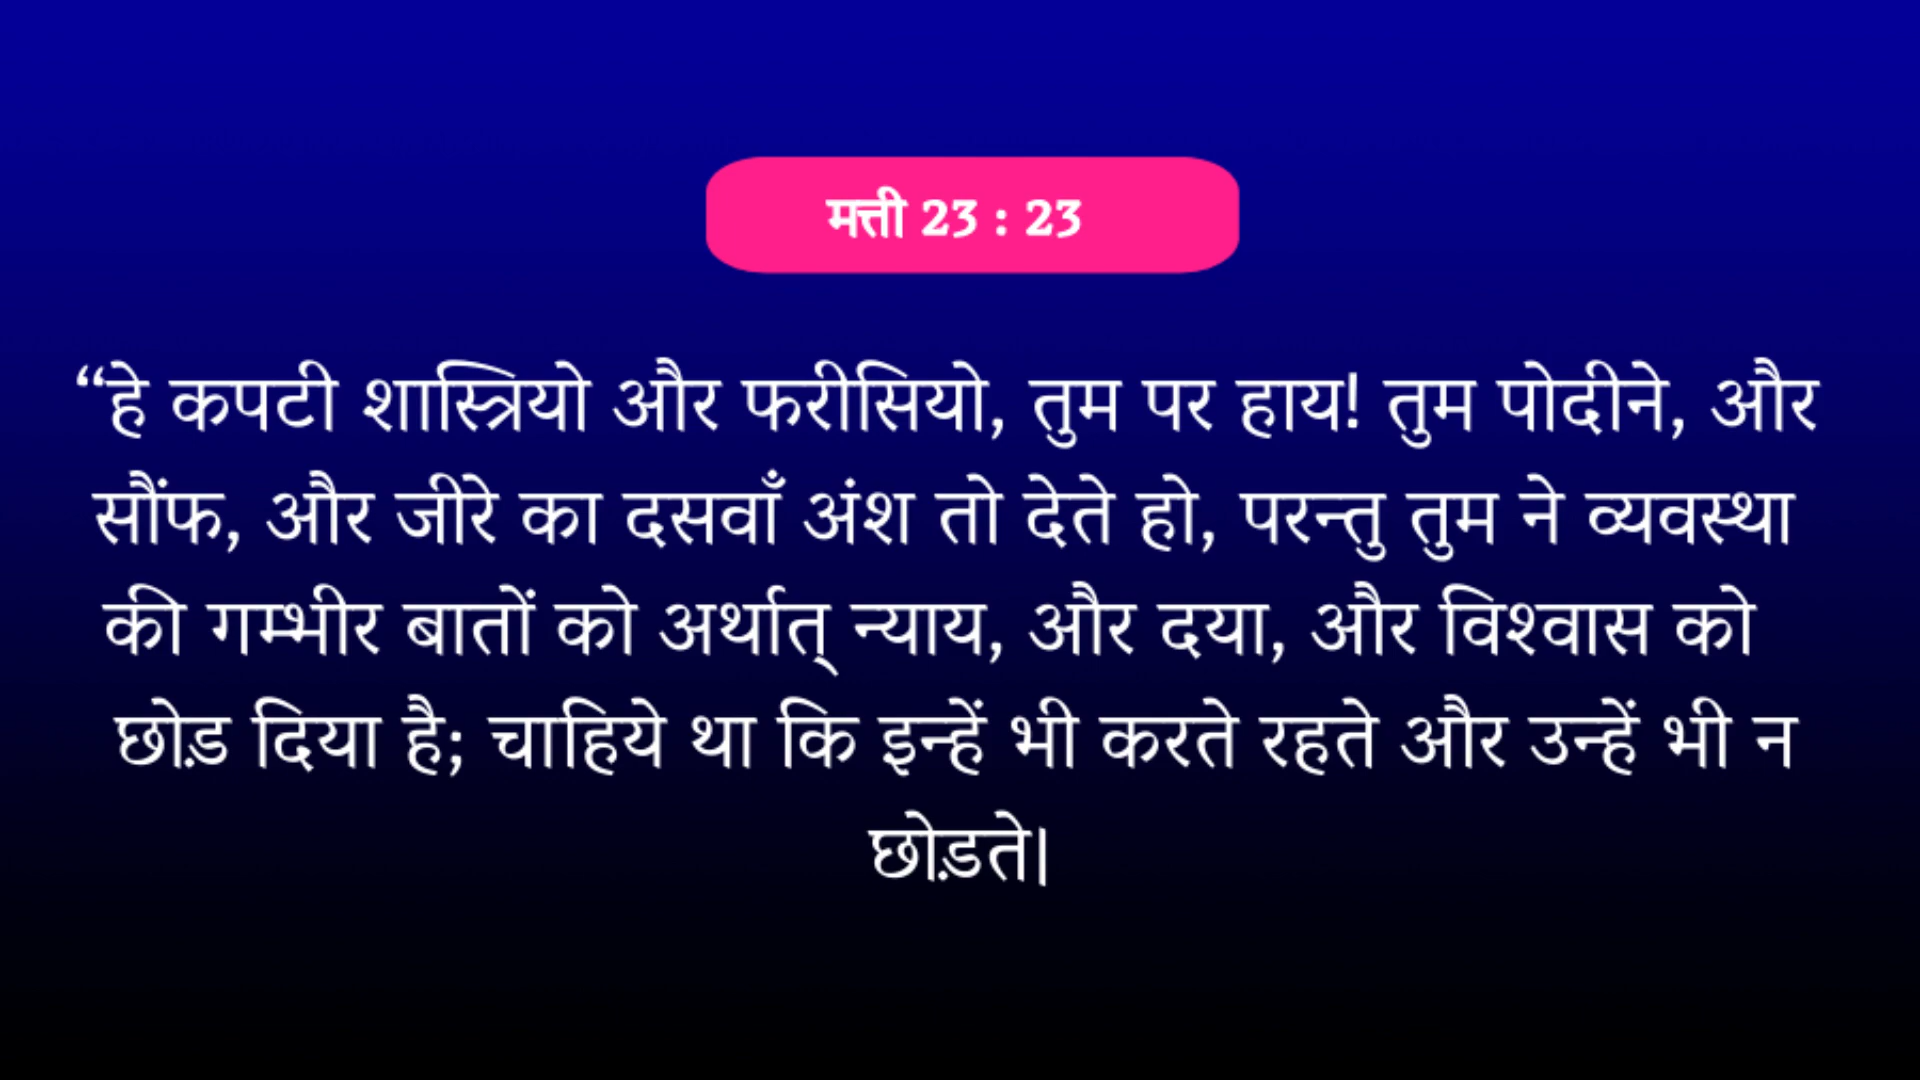 मत्ती 23 : 23
“हे कपटी शास्त्रियो और फरीसियो, तुम पर हाय! तुम पोदीने, और
सौंफ, और जीरे का दसवाँ अंश तो देते हो, परन्तु तुम ने व्यवस्था
की गम्भीर बातों को अर्थात् न्याय, और दया, और विश्वास को
छोड़ दिया है; चाहिये था कि इन्हें भी करते रहते और उन्हें भी न
छोड़ते|